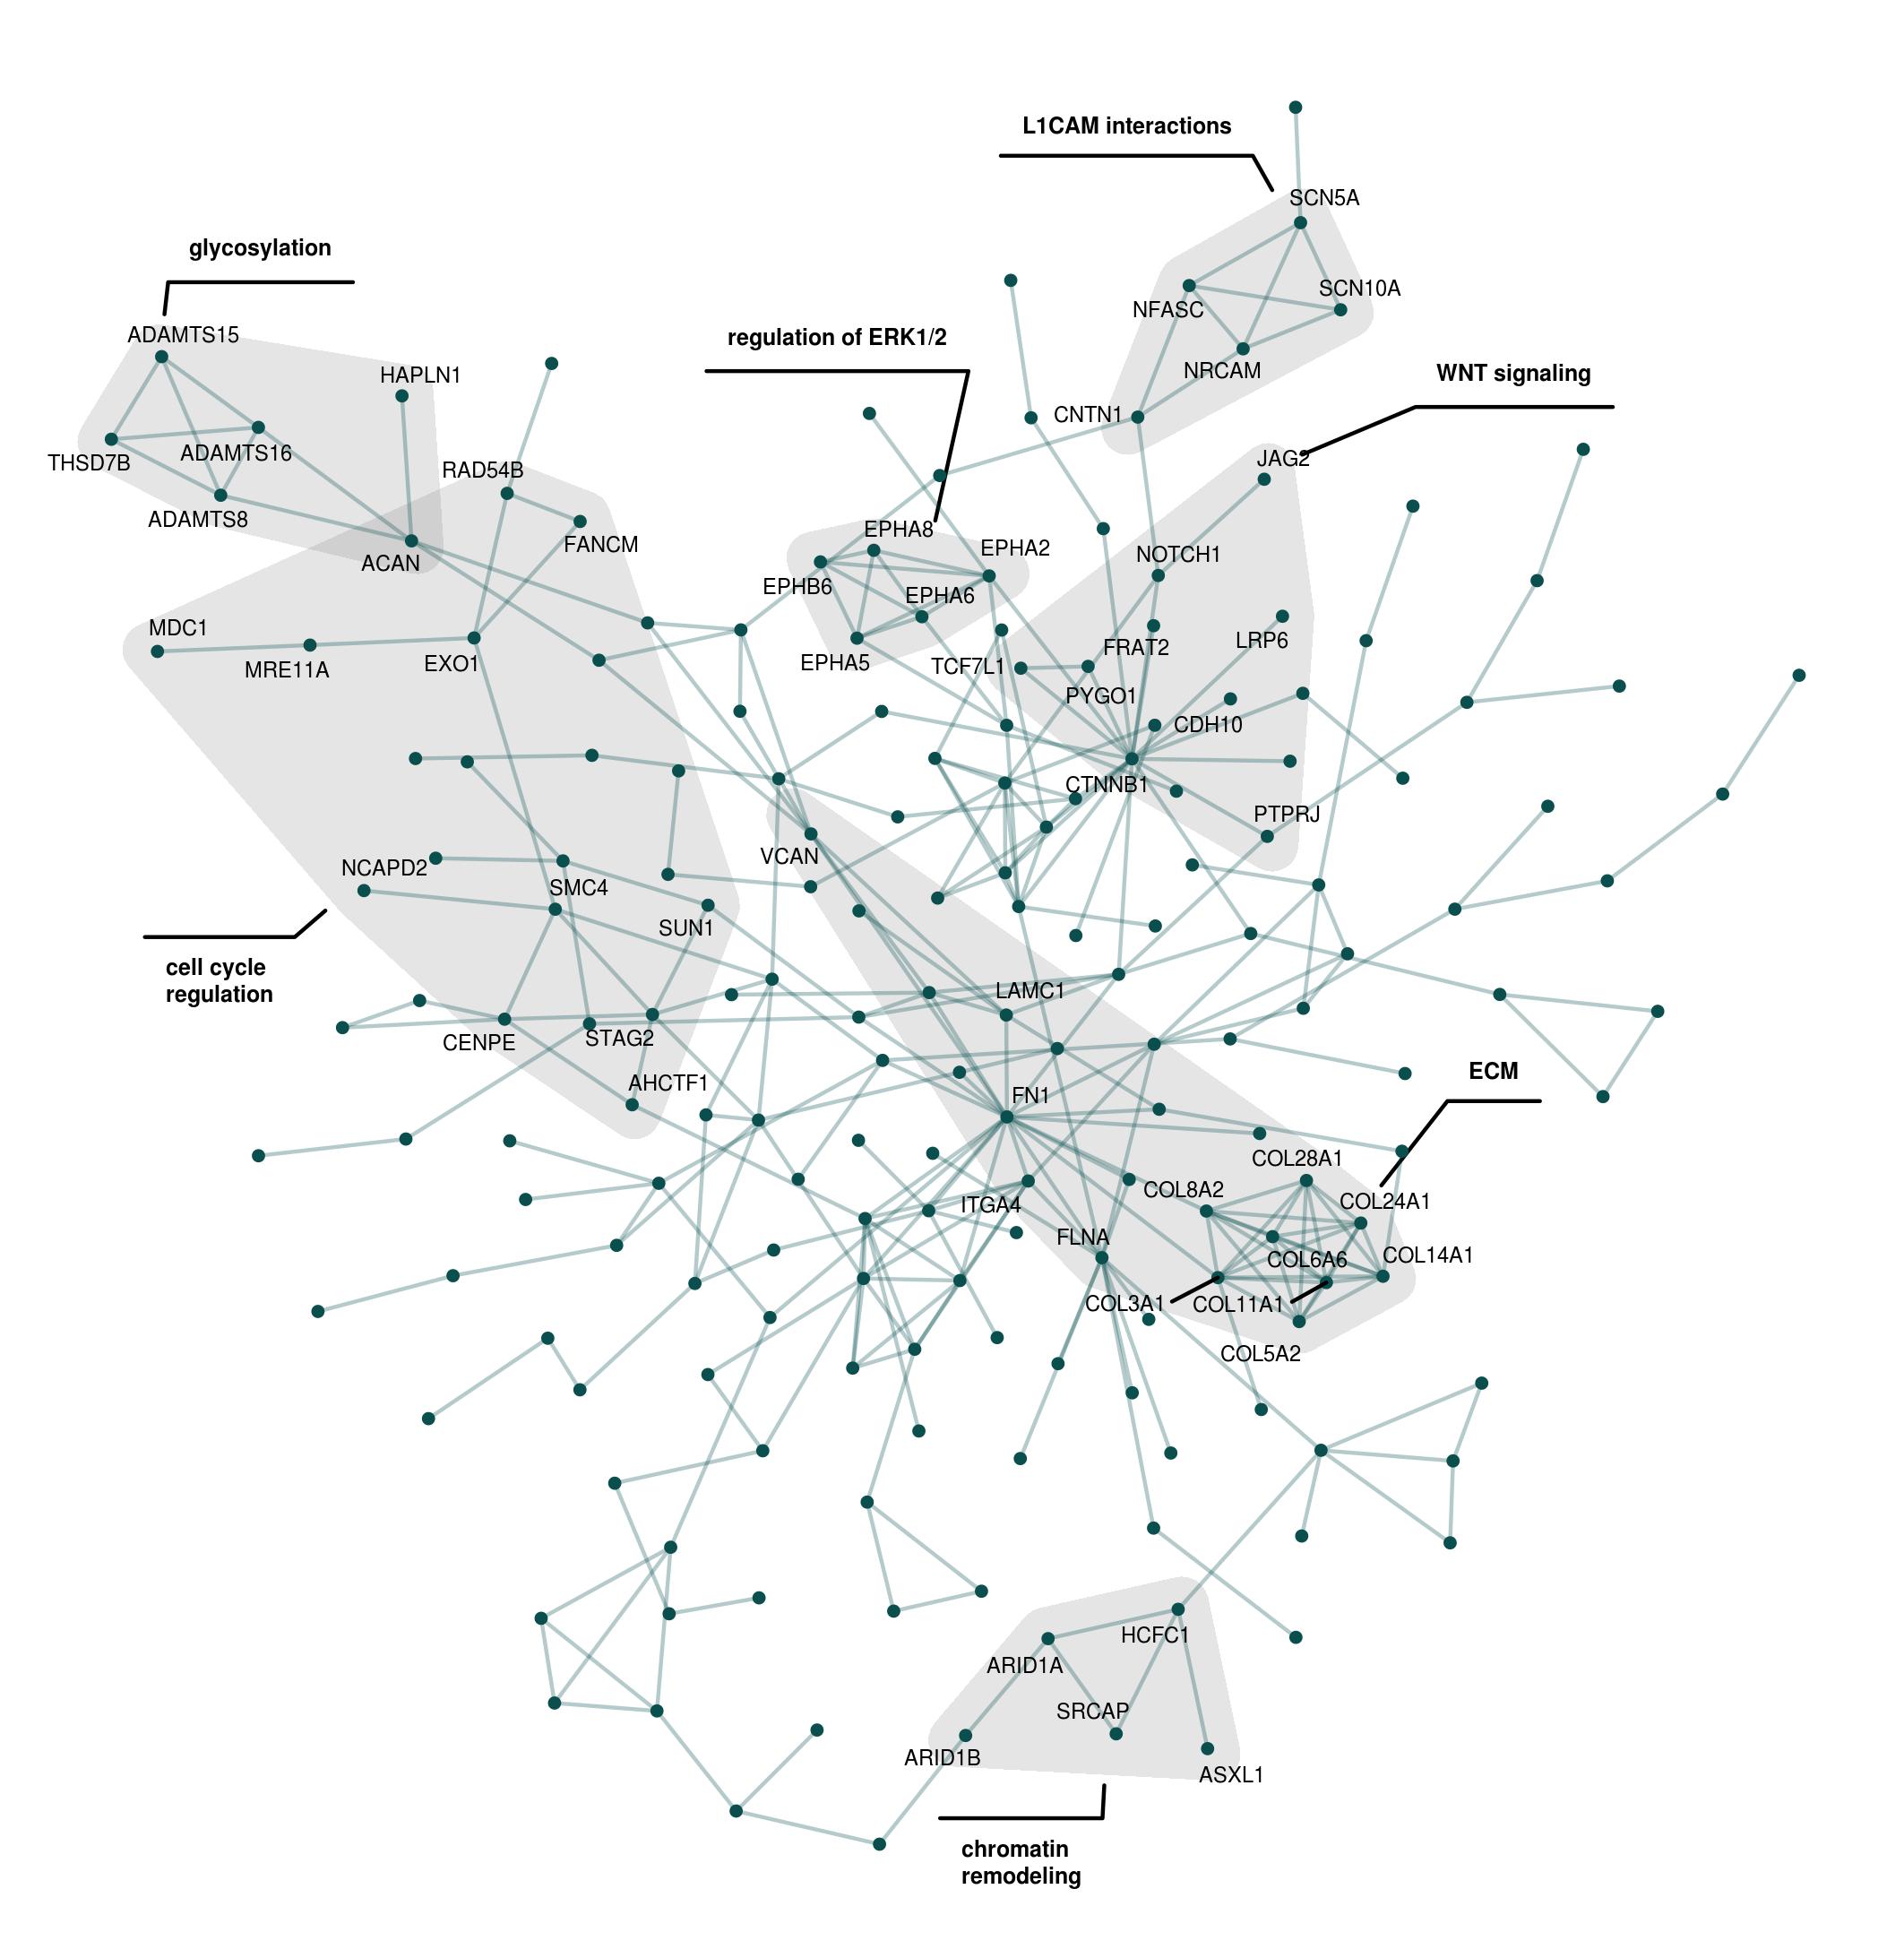 L1CAM interactions
SCN5A
glycosylation
SCN10A
NFASC
ADAMTS15
regulation of ERK1/2
NRCAM
WNT signaling
HAPLN1
CNTN1
ADAMTS16
THSD7B
JAG2
RAD54B
ADAMTS8
EPHA8
FANCM
EPHA2
NOTCH1
ACAN
EPHB6
EPHA6
MDC1
LRP6
FRAT2
MRE11A
EXO1
EPHA5
TCF7L1
PYGO1
CDH10
CTNNB1
PTPRJ
VCAN
NCAPD2
SMC4
SUN1
cell cycle
regulation
LAMC1
STAG2
CENPE
ECM
AHCTF1
FN1
COL28A1
COL8A2
COL24A1
ITGA4
FLNA
COL14A1
COL6A6
COL3A1
COL11A1
COL5A2
HCFC1
ARID1A
SRCAP
ARID1B
ASXL1
chromatin
remodeling